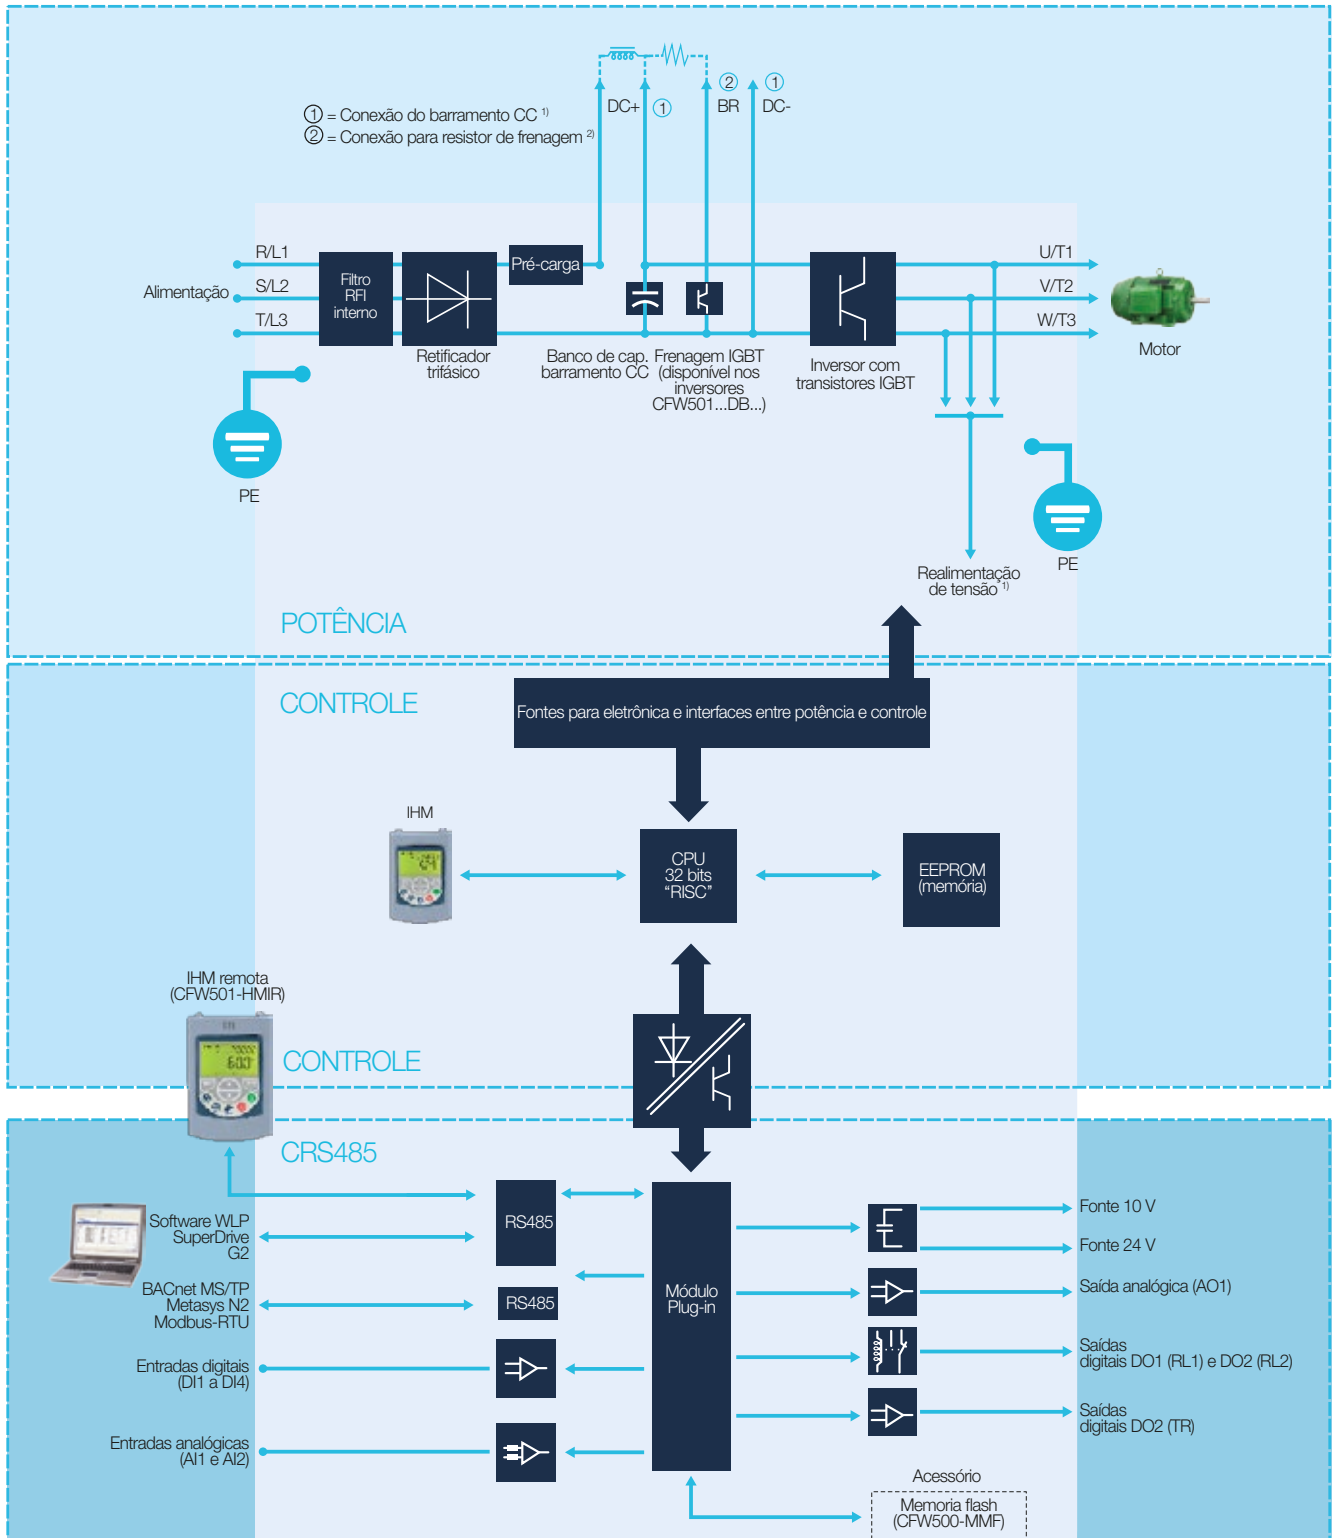 ① = Conexão do barramento CC ¹⁾
② = Conexão para resistor de frenagem ²⁾
DC+
①
②
BR
①
DC-
R/L1
S/L2
T/L3
Alimentação
Filtro
RFI
interno
Retificador
trifásico
Pré-carga
Banco de cap.
barramento CC
Frenagem IGBT
(disponível nos
inversores
CFW501...DB...)
Inversor com
transistores IGBT
U/T1
V/T2
W/T3
Motor
PE
PE
Realimentação
de tensão ¹⁾
POTÊNCIA
CONTROLE
Fontes para eletrônica e interfaces entre potência e controle
IHM
CPU
32 bits
“RISC”
EEPROM
(memória)
IHM remota
(CFW501-HMIR)
CONTROLE
CRS485
RS485
Software WLP
SuperDrive
G2
BACnet MS/TP
Metasys N2
Modbus-RTU
RS485
Entradas digitais
(DI1 a DI4)
Entradas analógicas
(AI1 e AI2)
Módulo
Plug-in
Fonte 10 V
Fonte 24 V
Saída analógica (AO1)
Saídas
digitais DO1 (RL1) e DO2 (RL2)
Saídas
digitais DO2 (TR)
Acessório
Memoria flash
(CFW500-MMF)